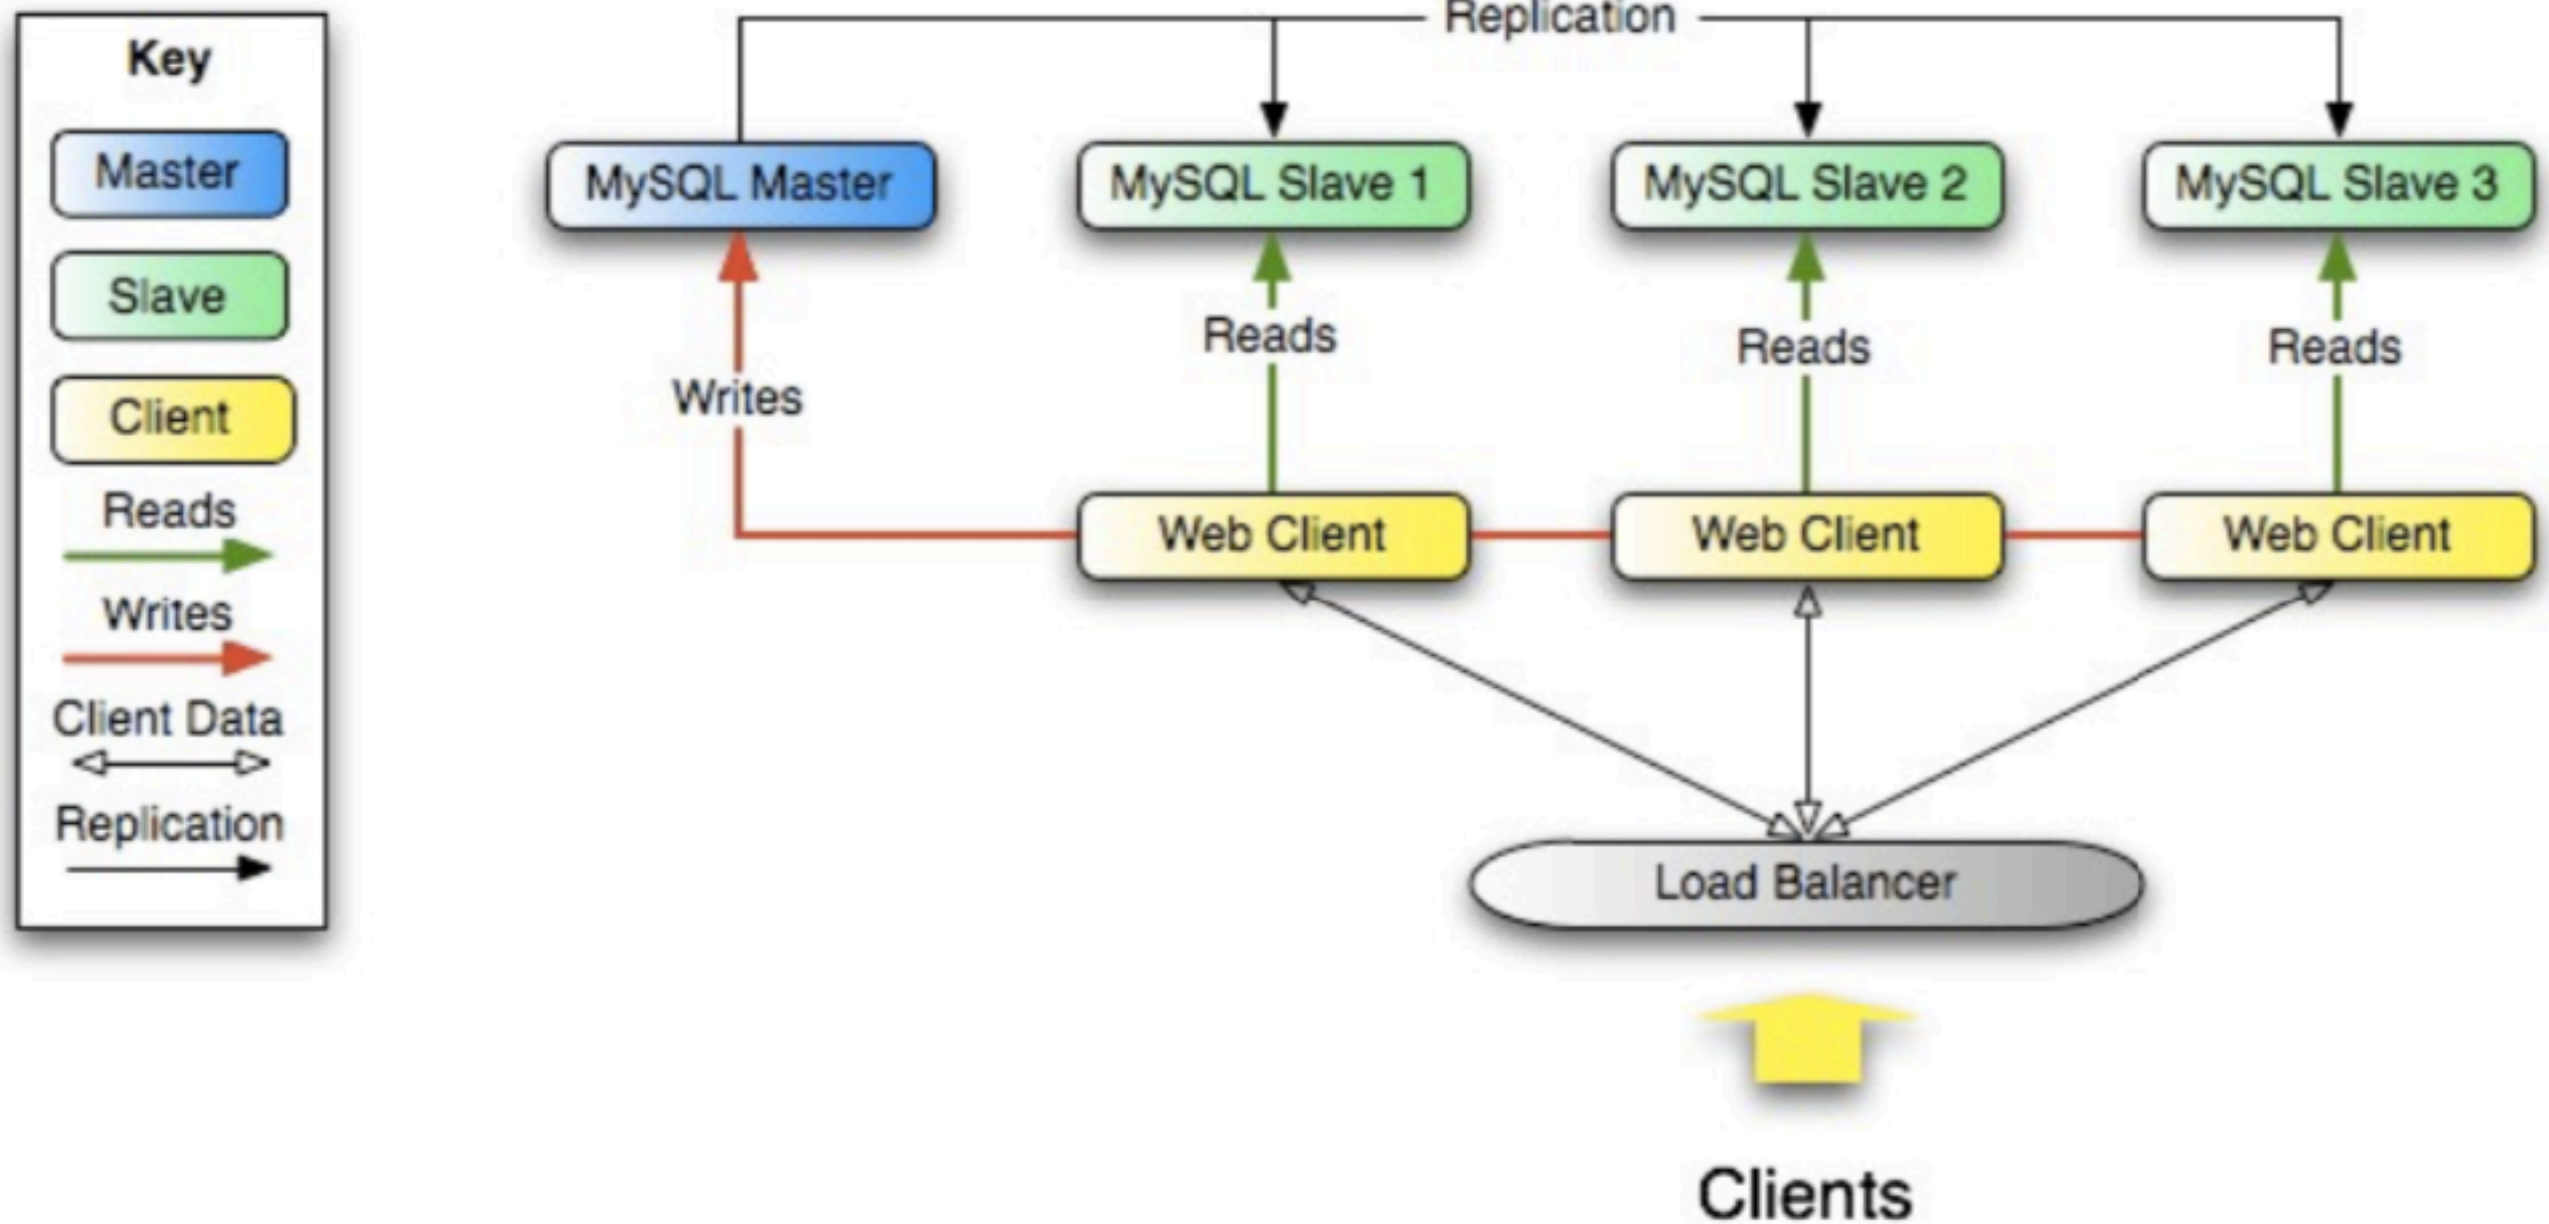 Key
Master
Slave
Client
Reads
Writes
Client Data
Replication
Replication
MySQL Master
MySQL Slave 1
MySQL Slave 2
MySQL Slave 3
Writes
Reads
Reads
Reads
Web Client
Web Client
Web Client
Load Balancer
Clients